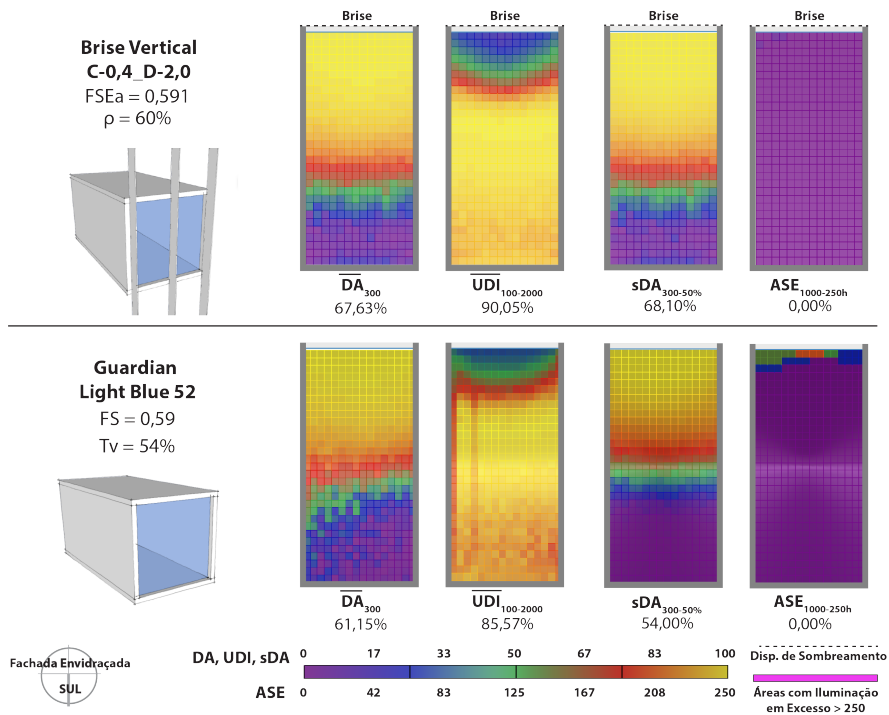 Brise Brise Brise Brise
Brise Vertical
C-0,4_D-2,0
FSEa = 0,591
ρ = 60%
DA300 UDI100-2000 sDA300-50% ASE1000-250h
67,63% 90,05% 68,10% 0,00%
Guardian
Light Blue 52
FS = 0,59
Tv = 54%
DA300 UDI100-2000 sDA300-50% ASE1000-250h
61,15% 85,57% 54,00% 0,00%
Fachada Envidraçada
SUL
DA, UDI, sDA 0 17 33 50 67 83 100
ASE 0 42 83 125 167 208 250
Disp. de Sombreamento
Áreas com Iluminação
em Excesso > 250